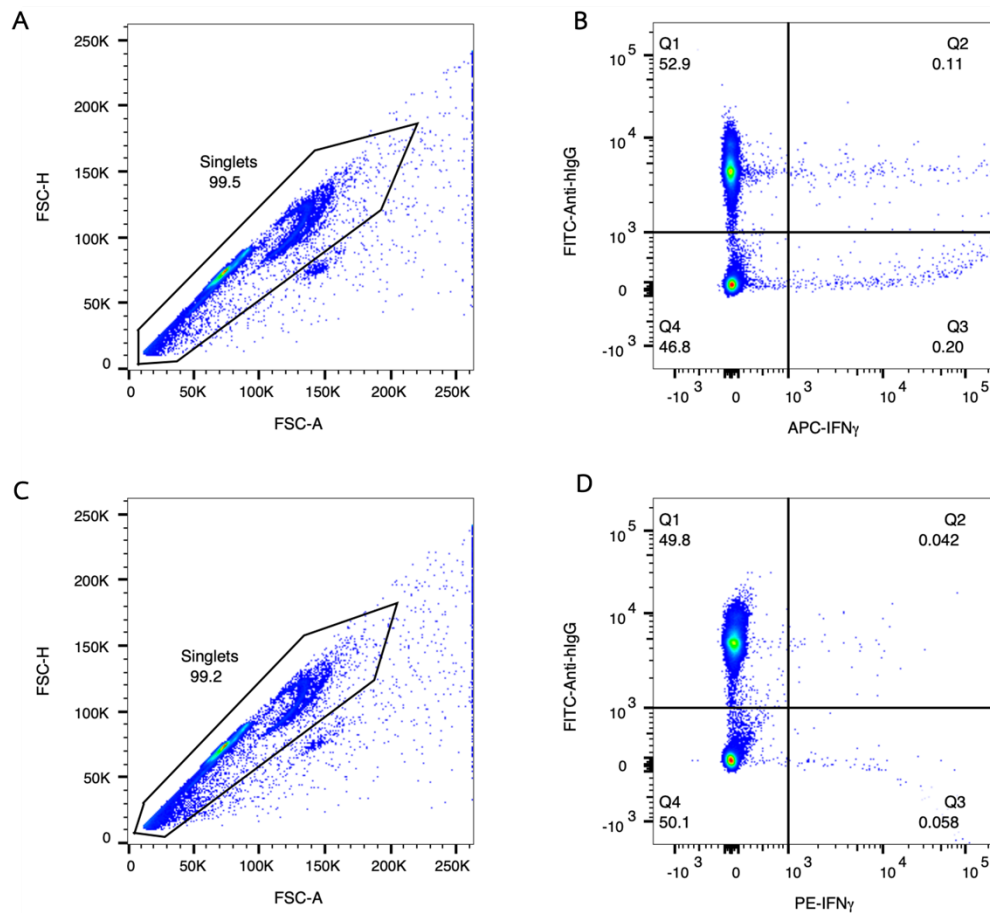 A
250K
200K
150K
100K
50K
0
FSC-H
Singlets
99.5
0 50K 100K 150K 200K 250K
FSC-A
B
Q1
52.9
Q2
0.11
Q4
46.8
Q3
0.20
10 5
10 4
10 3
0
-10 3
FITC-Anti-hIgG
-10 3 0 10 3 10 4 10 5
APC-IFNγ
C
250K
200K
150K
100K
50K
0
FSC-H
Singlets
99.2
0 50K 100K 150K 200K 250K
FSC-A
D
Q1
49.8
Q2
0.042
Q4
50.1
Q3
0.058
10 5
10 4
10 3
0
-10 3
FITC-Anti-hIgG
-10 3 0 10 3 10 4 10 5
PE-IFNγ